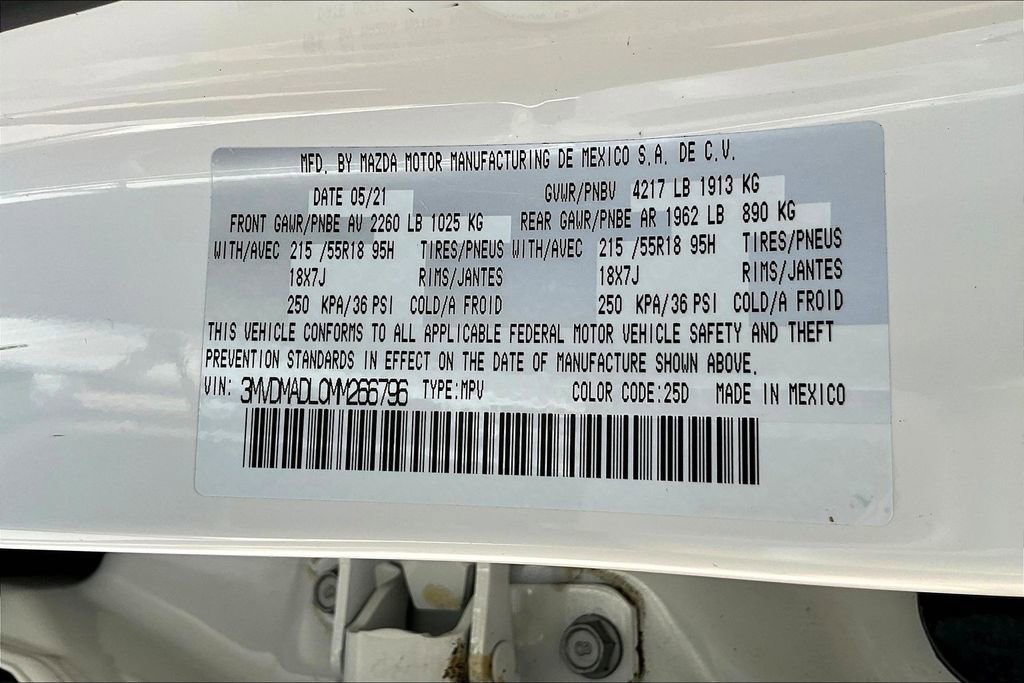 MFD. BY MAZDA MOTOR MANUFACTURING DE MEXICO S.A. DE C.V.
DATE 05/21 GVWR/PNBV 4217 LB 1913 KG
FRONT GAWR/PNBE AV 2260 LB 1025 KG REAR GAWR/PNBE AR 1962 LB 890 KG
WITH/AVEC 215 /55R18 95H TIRES/PNEUS WITH/AVEC 215 /55R18 95H TIRES/PNEUS
18X7J RIMS/JANTES 18X7J RIMS/JANTES
250 KPA/36 PSI COLD/A FROID 250 KPA/36 PSI COLD/A FROID
THIS VEHICLE CONFORMS TO ALL APPLICABLE FEDERAL MOTOR VEHICLE SAFETY AND THEFT
PREVENTION STANDARDS IN EFFECT ON THE DATE OF MANUFACTURE SHOWN ABOVE.
VIN: 3MVDMADL0MM266796 TYPE:MPV COLOR CODE:25D MADE IN MEXICO
8